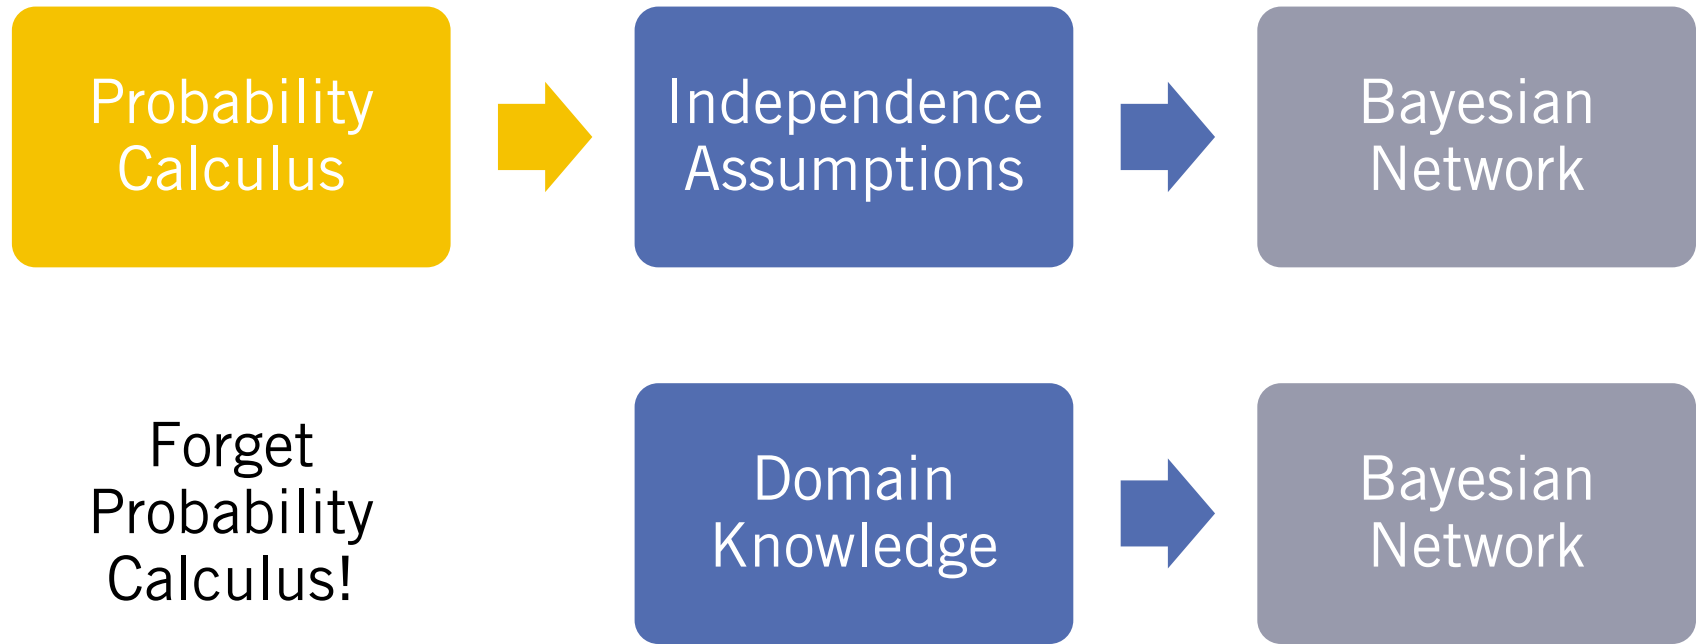 Probability
Calculus
Independence
Assumptions
Bayesian
Network
Forget
Probability
Calculus!
Domain
Knowledge
Bayesian
Network